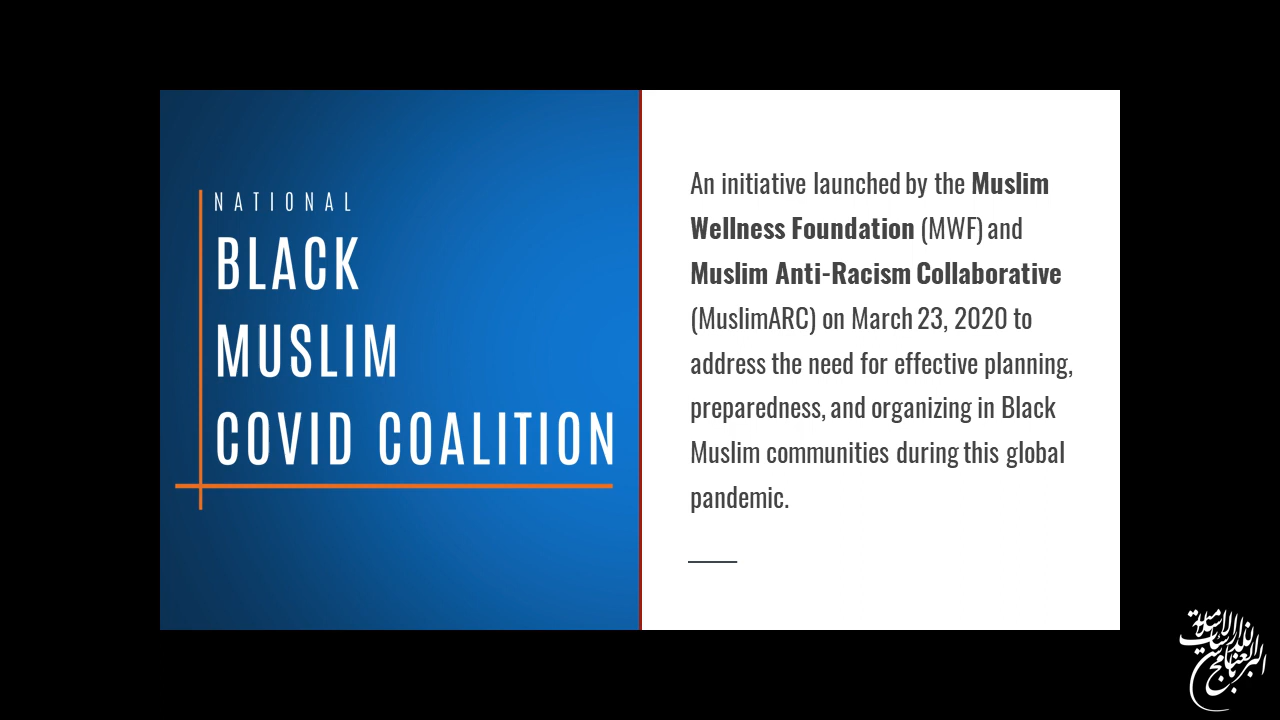 NATIONAL
BLACK
MUSLIM
COVID COALITION
An initiative launched by the Muslim
Wellness Foundation (MWF) and
Muslim Anti-Racism Collaborative
(MuslimARC) on March 23, 2020 to
address the need for effective planning,
preparedness, and organizing in Black
Muslim communities during this global
pandemic.